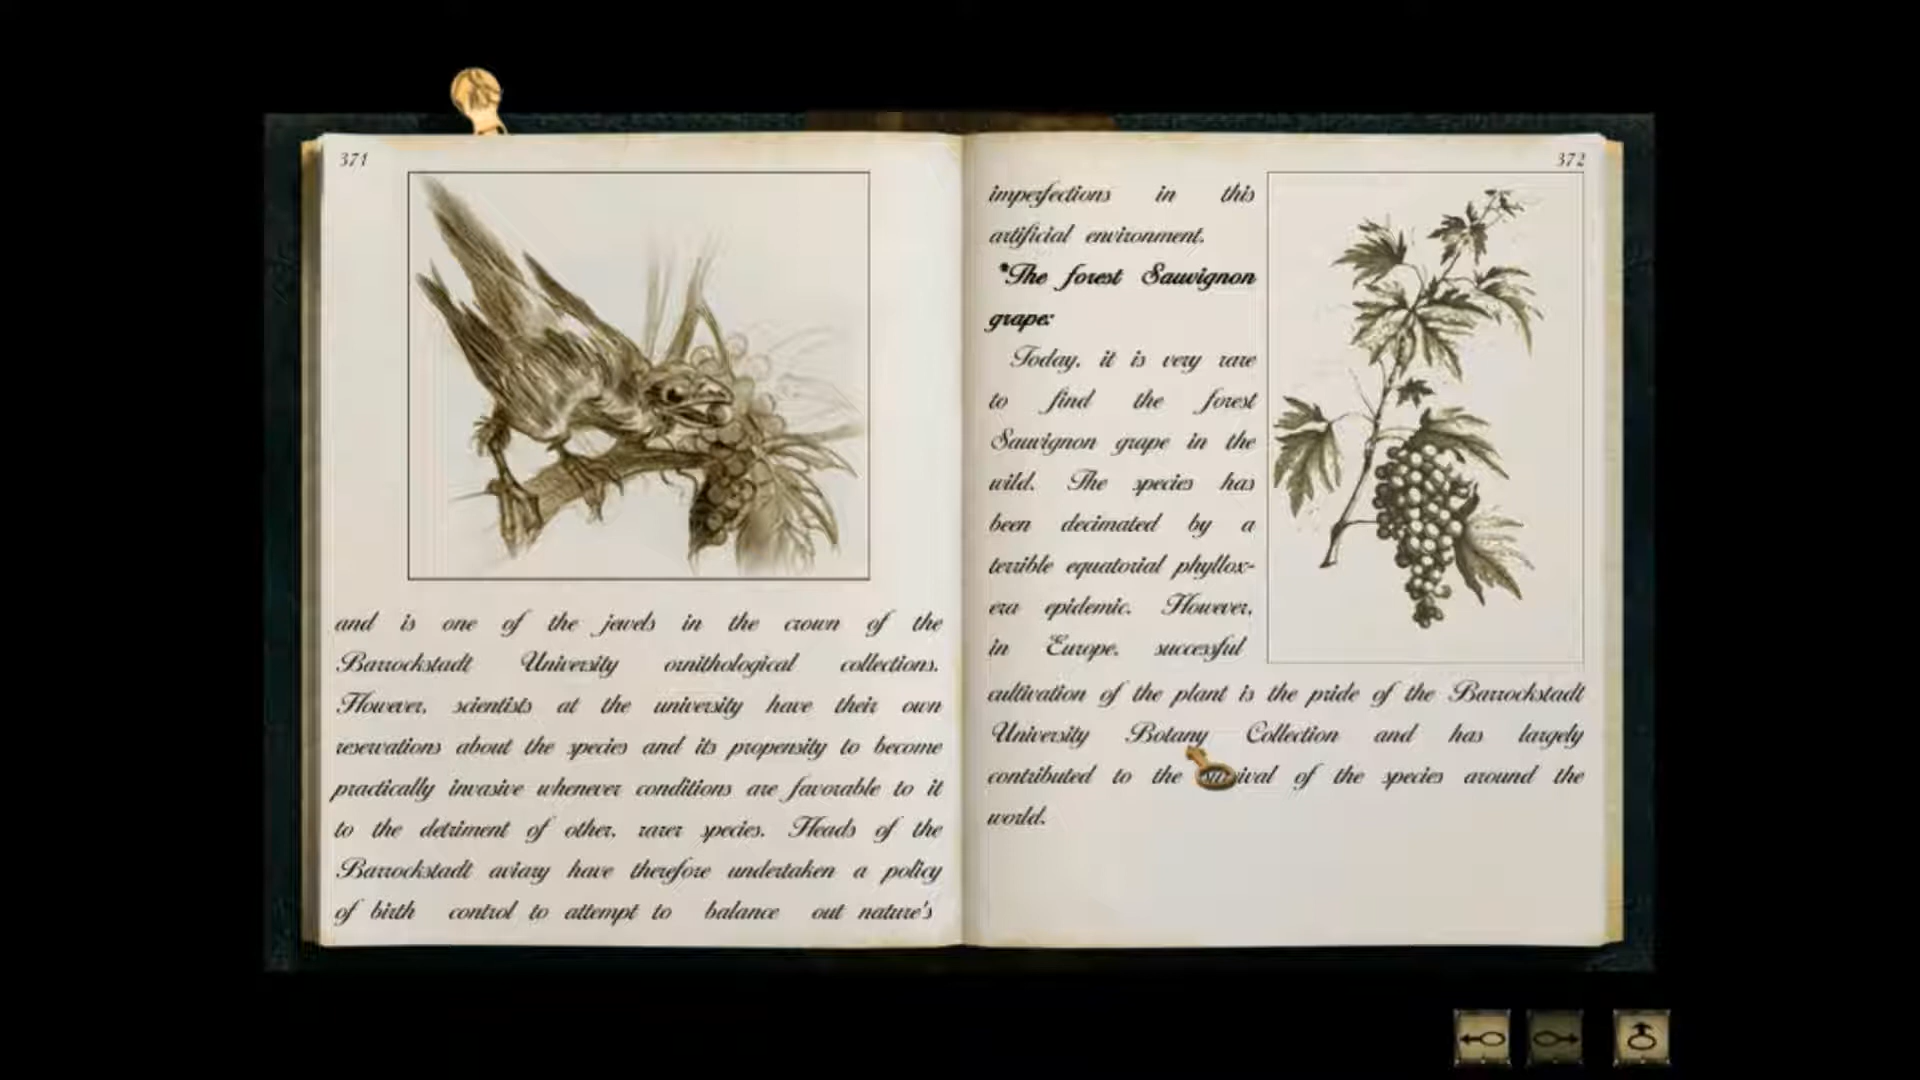 371
and is one of the jewels in the crown of the
Barrockstadt University ornithological collections.
However, scientists at the university have their own
reservations about the species and its propensity to become
practically invasive whenever conditions are favorable to it
to the detriment of other, rarer species. Heads of the
Barrockstadt aviary have therefore undertaken a policy
of birth control to attempt to balance out nature's
372
imperfections in this
artificial environment.
*The forest Sauvignon
grape:
Today, it is very rare
to find the forest
Sauvignon grape in the
wild. The species has
been decimated by a
terrible equatorial phyllox-
era epidemic. However,
in Europe, successful
cultivation of the plant is the pride of the Barrockstadt
University Botany Collection and has largely
contributed to the survival of the species around the
world.